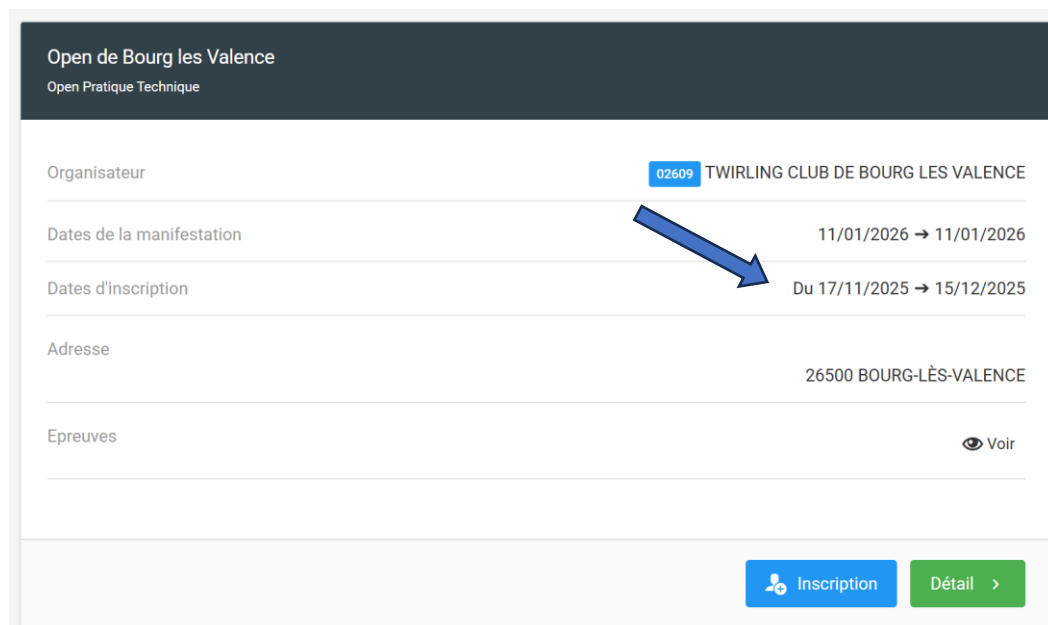 Open de Bourg les Valence
Open Pratique Technique
Organisateur 02609 TWIRLING CLUB DE BOURG LES VALENCE
Dates de la manifestation 11/01/2026 → 11/01/2026
Dates d'inscription Du 17/11/2025 → 15/12/2025
Adresse
26500 BOURG-LÈS-VALENCE
Epreuves Voir
Inscription Détail >